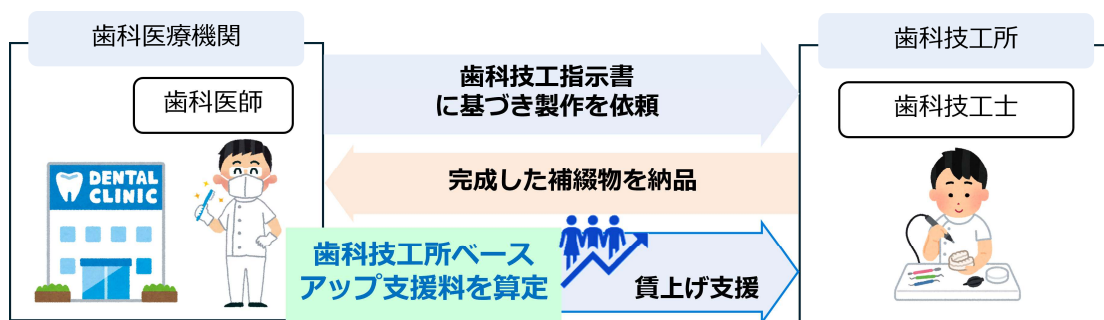 歯科医療機関
歯科医師
DENTAL
CLINIC
歯科技工指示書
に基づき製作を依頼
完成した補綴物を納品
歯科技工所ベース
アップ支援料を算定
賃上げ支援
歯科技工所
歯科技工士